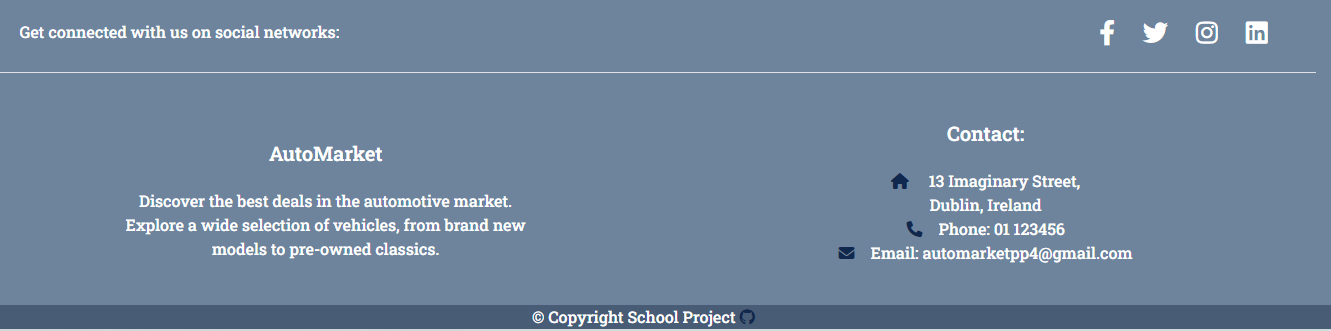 Get connected with us on social networks:
AutoMarket
Discover the best deals in the automotive market.
Explore a wide selection of vehicles, from brand new
models to pre-owned classics.
Contact:
13 Imaginary Street,
Dublin, Ireland
Phone: 01 123456
Email: automarketpp4@gmail.com
© Copyright School Project